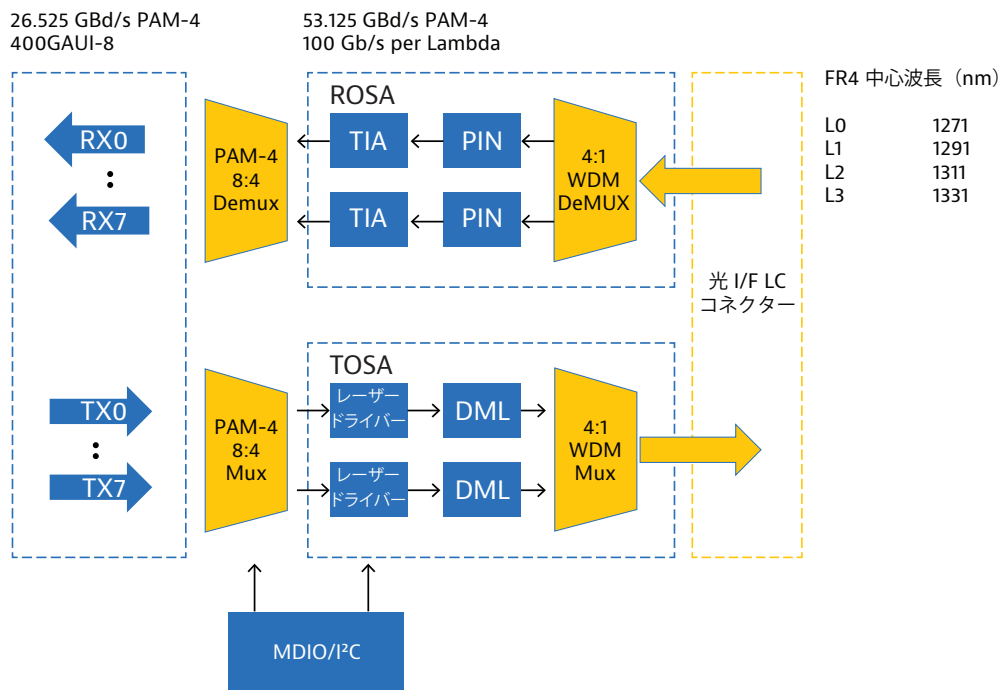 26.525 GBd/s PAM-4
400GAUI-8
53.125 GBd/s PAM-4
100 Gb/s per Lambda
FR4 中心波長（nm）
L0 1271
L1 1291
L2 1311
L3 1331
ROSA
RX0
:
RX7
PAM-4
8:4
Demux
TIA
PIN
TIA
PIN
4:1
WDM
DeMUX
光 I/F LC
コネクター
TOSA
TX0
:
TX7
PAM-4
8:4
Mux
レーザー
ドライバー
DML
レーザー
ドライバー
DML
4:1
WDM
Mux
MDIO/I²C